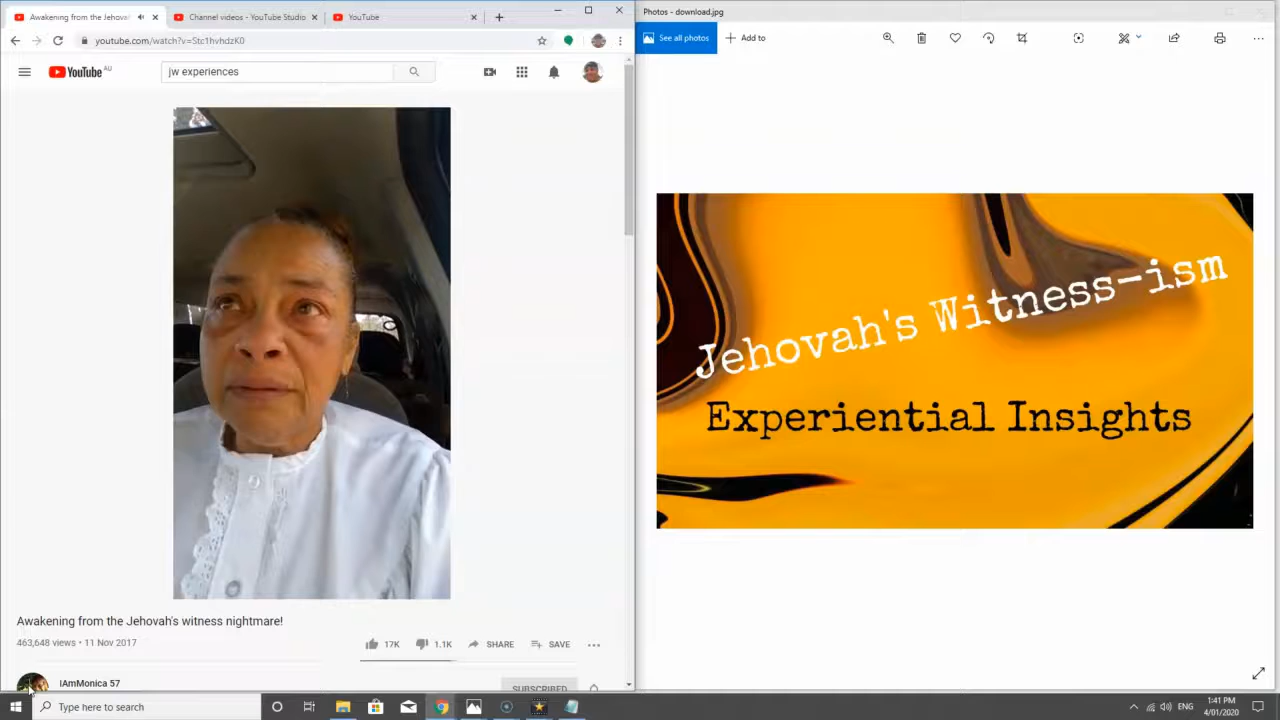 Awakening from the Jehova
Channel videos - YouTube Studio
YouTube
Photos - download.jpg
youtube.com/watch?v=Stc1hvhdzK0
See all photos
Add to
YouTube AU
jw experiences
Jehovah's Witness-ism
Experiential Insights
Awakening from the Jehovah's witness nightmare!
463,648 views • 11 Nov 2017
17K
1.1K
SHARE
SAVE
IAmMonica 57
SUBSCRIBED
Type here to search
ENG
1:41 PM
4/01/2020